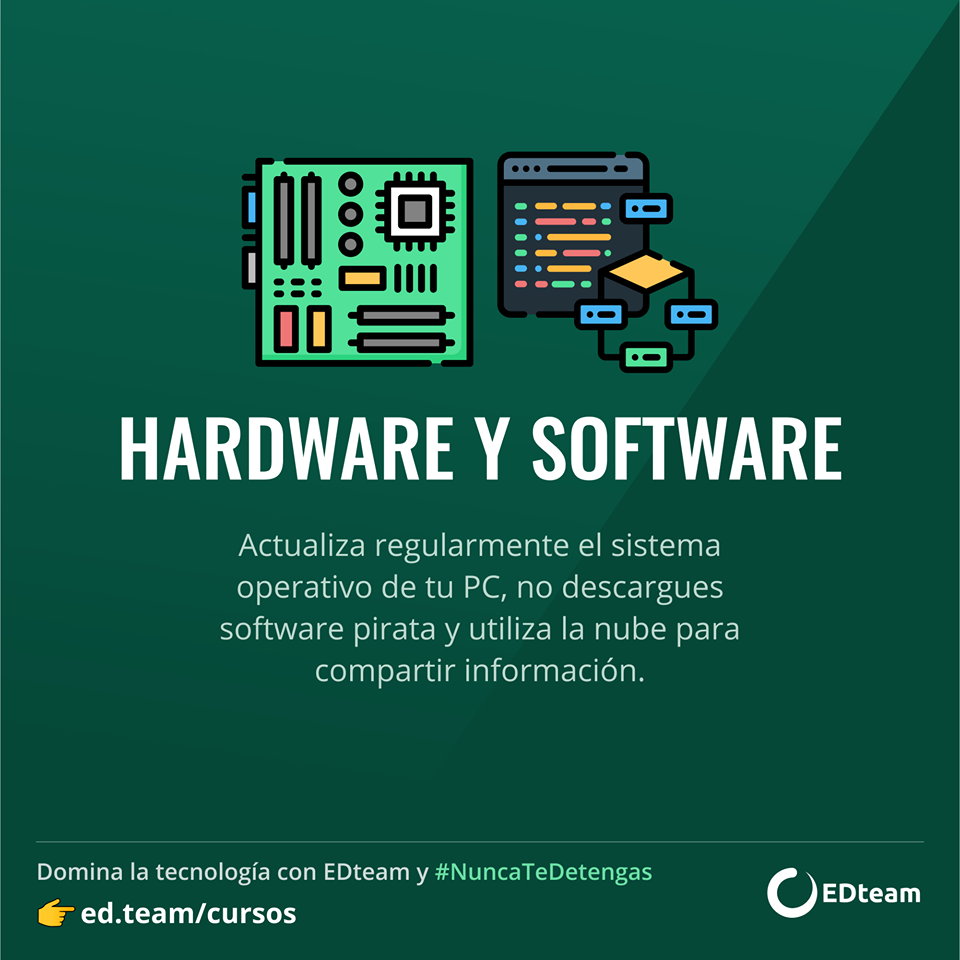 HARDWARE Y SOFTWARE
Actualiza regularmente el sistema
operativo de tu PC, no descargues
software pirata y utiliza la nube para
compartir información.
Domina la tecnología con EDteam y #NuncaTeDetengas
ed.team/cursos
EDteam